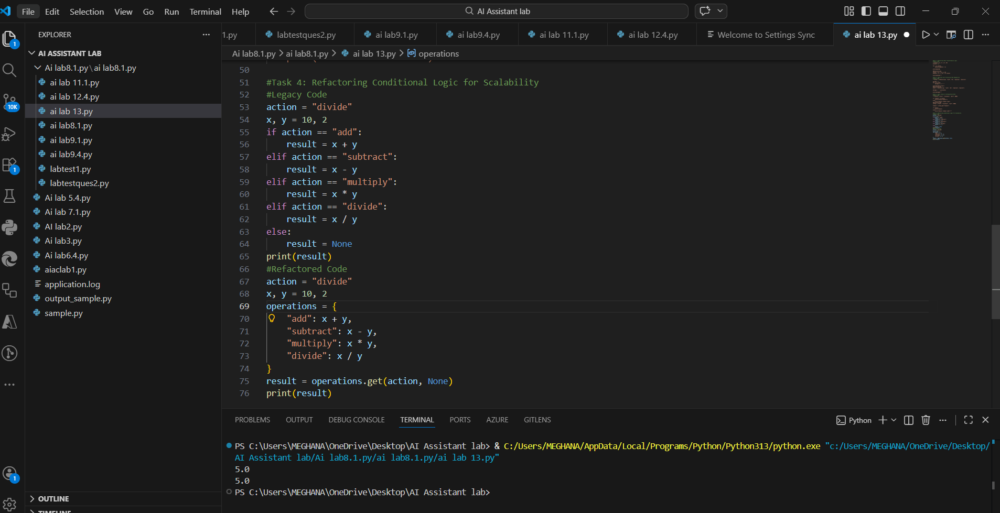 File Edit Selection View Go Run Terminal Help
AI Assistant lab
EXPLORER
1.py labtestques2.py ai lab9.1.py ai lab9.4.py ai lab 11.1.py ai lab 12.4.py Welcome to Settings Sync ai lab 13.py
AI ASSISTANT LAB
Ai lab8.1.py > ai lab8.1.py > ai lab 13.py > operations
Ai lab8.1.py\ai lab8.1.py
ai lab 11.1.py
ai lab 12.4.py
ai lab 13.py
ai lab8.1.py
ai lab9.1.py
ai lab9.4.py
labtest1.py
labtestques2.py
Ai lab 5.4.py
Ai lab 7.1.py
AI lab2.py
Ai lab3.py
Ai lab6.4.py
aiaclab1.py
application.log
output_sample.py
sample.py
OUTLINE
TIMELINE
1
10K
1
1
50
51 #Task 4: Refactoring Conditional Logic for Scalability
52 #Legacy Code
53 action = "divide"
54 x, y = 10, 2
55 if action == "add":
56     result = x + y
57 elif action == "subtract":
58     result = x - y
59 elif action == "multiply":
60     result = x * y
61 elif action == "divide":
62     result = x / y
63 else:
64     result = None
65 print(result)
66 #Refactored Code
67 action = "divide"
68 x, y = 10, 2
69 operations = {
70     "add": x + y,
71     "subtract": x - y,
72     "multiply": x * y,
73     "divide": x / y
74 }
75 result = operations.get(action, None)
76 print(result)
PROBLEMS OUTPUT DEBUG CONSOLE TERMINAL PORTS AZURE GITLENS
Python
PS C:\Users\MEGHANA\OneDrive\Desktop\AI Assistant lab> & C:/Users/MEGHANA/AppData/Local/Programs/Python/Python313/python.exe "c:/Users/MEGHANA/OneDrive/Desktop/
AI Assistant lab/Ai lab8.1.py/ai lab8.1.py/ai lab 13.py"
5.0
5.0
PS C:\Users\MEGHANA\OneDrive\Desktop\AI Assistant lab>